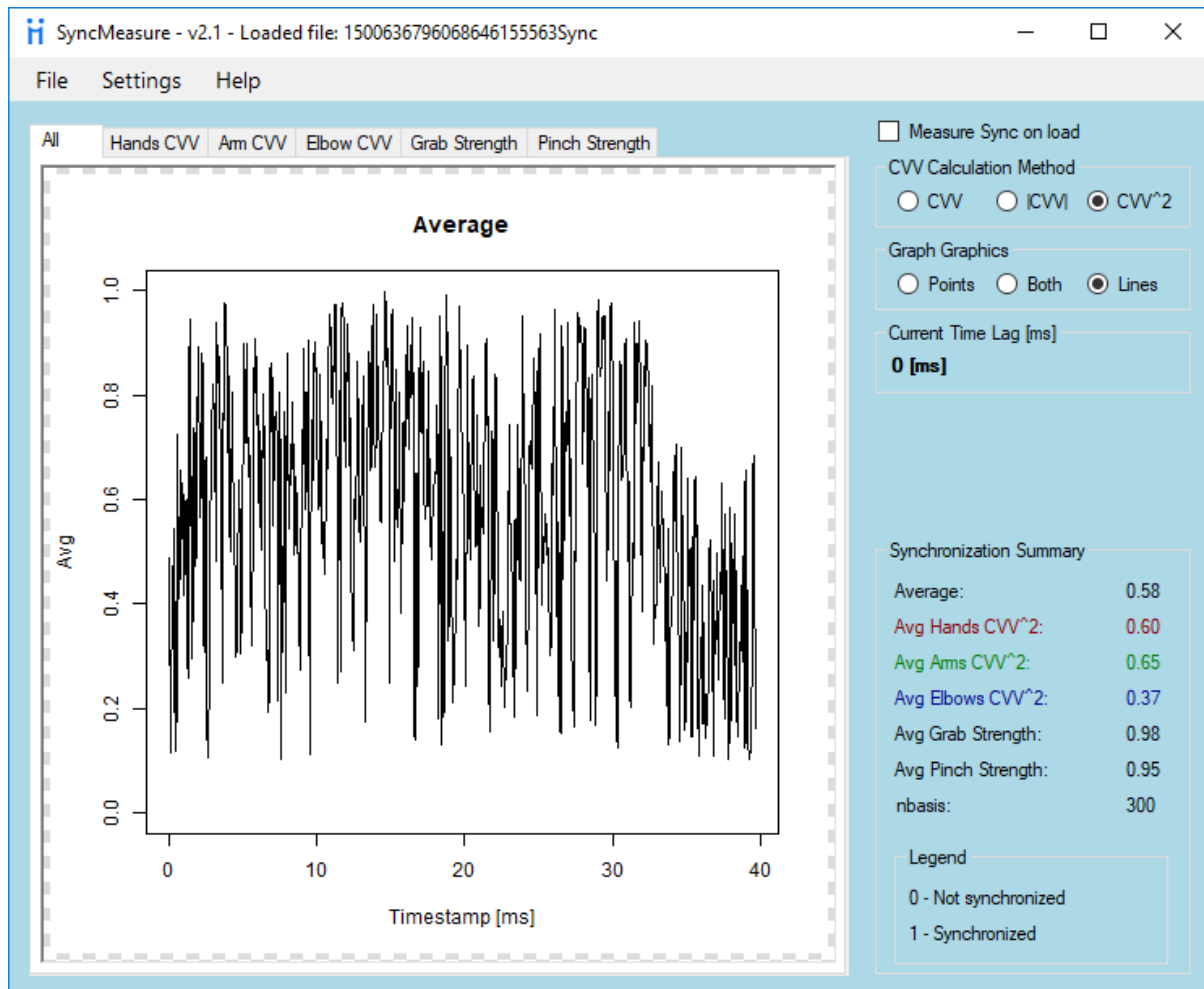 SyncMeasure - v2.1 - Loaded file: 1500636796068646155563Sync
File Settings Help
All Hands CVV Arm CVV Elbow CVV Grab Strength Pinch Strength
Measure Sync on load
CVV Calculation Method
CVV |CVV| CVV^2
Graph Graphics
Points Both Lines
Current Time Lag [ms]
0 [ms]
Average
1.0
0.8
0.6
0.4
0.2
0.0
Avg
0 10 20 30 40
Timestamp [ms]
Synchronization Summary
Average: 0.58
Avg Hands CVV^2: 0.60
Avg Arms CVV^2: 0.65
Avg Elbows CVV^2: 0.37
Avg Grab Strength: 0.98
Avg Pinch Strength: 0.95
nbasis: 300
Legend
0 - Not synchronized
1 - Synchronized